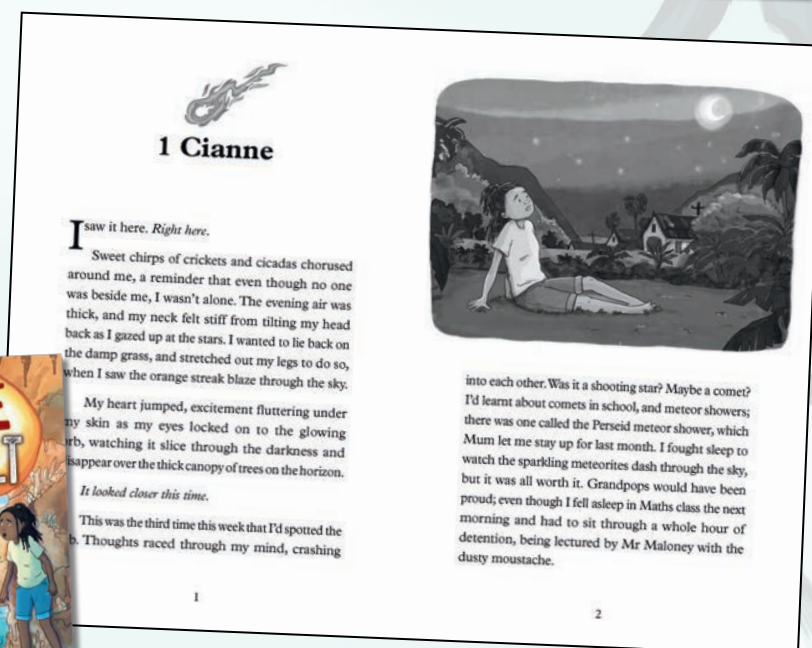 1 Cianne
I saw it here. Right here.
Sweet chirps of crickets and cicadas chorused
around me, a reminder that even though no one
was beside me, I wasn't alone. The evening air was
thick, and my neck felt stiff from tilting my head
back as I gazed up at the stars. I wanted to lie back on
the damp grass, and stretched out my legs to do so,
when I saw the orange streak blaze through the sky.
My heart jumped, excitement fluttering under
my skin as my eyes locked on to the glowing
orb, watching it slice through the darkness and
disappear over the thick canopy of trees on the horizon.
It looked closer this time.
This was the third time this week that I'd spotted the
b. Thoughts raced through my mind, crashing
1
into each other. Was it a shooting star? Maybe a comet?
I'd learnt about comets in school, and meteor showers;
there was one called the Perseid meteor shower, which
Mum let me stay up for last month. I fought sleep to
watch the sparkling meteorites dash through the sky,
but it was all worth it. Grandpops would have been
proud; even though I fell asleep in Maths class the next
morning and had to sit through a whole hour of
detention, being lectured by Mr Maloney with the
dusty moustache.
2